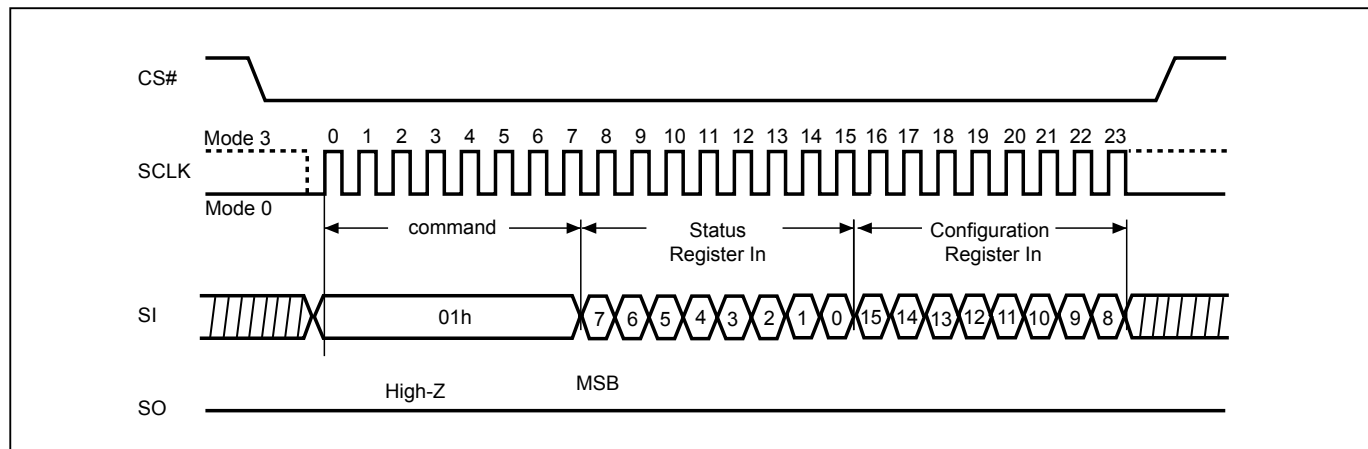 CS#
Mode 3
0 1 2 3 4 5 6 7 8 9 10 11 12 13 14 15 16 17 18 19 20 21 22 23
SCLK
Mode 0
command
Status
Register In
Configuration
Register In
SI
01h
7 6 5 4 3 2 1 0 15 14 13 12 11 10 9 8
High-Z
MSB
SO